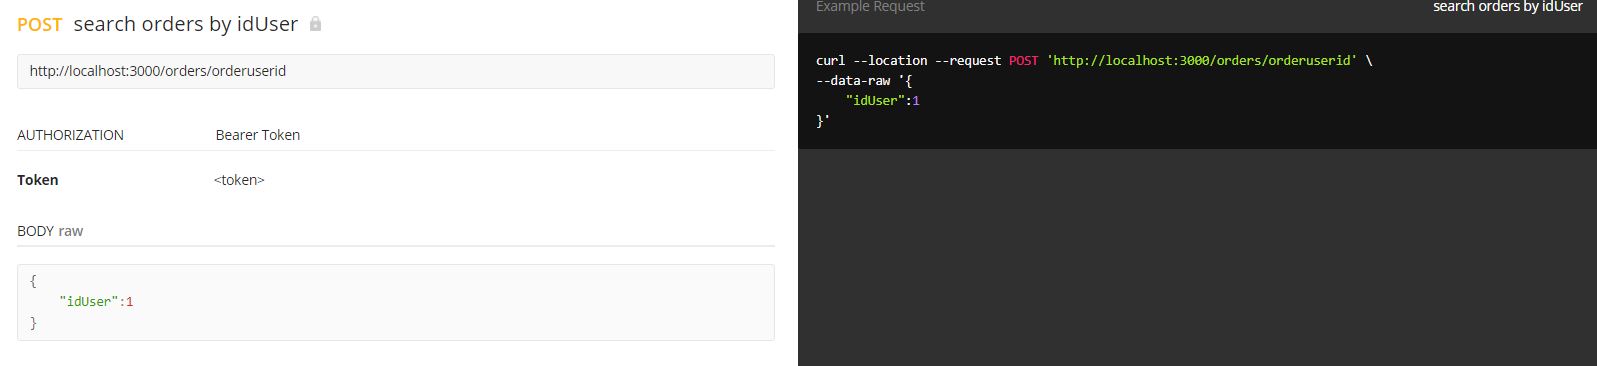 POST search orders by idUser
http://localhost:3000/orders/orderuserid
AUTHORIZATION Bearer Token
Token <token>
BODY raw
{
"idUser":1
}
Example Request search orders by idUser
curl --location --request POST 'http://localhost:3000/orders/orderuserid' \
--data-raw '{
"idUser":1
}'